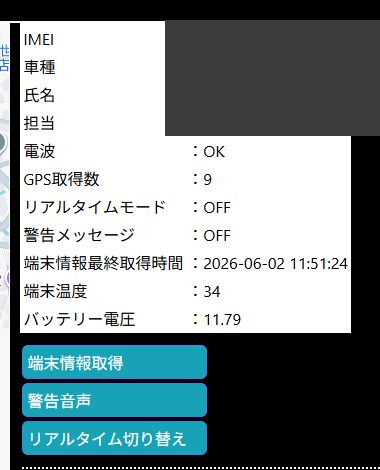 IMEI
車種
氏名
担当
電波 : OK
GPS取得数 : 9
リアルタイムモード : OFF
警告メッセージ : OFF
端末情報最終取得時間 : 2026-06-02 11:51:24
端末温度 : 34
バッテリー電圧 : 11.79
端末情報取得
警告音声
リアルタイム切り替え